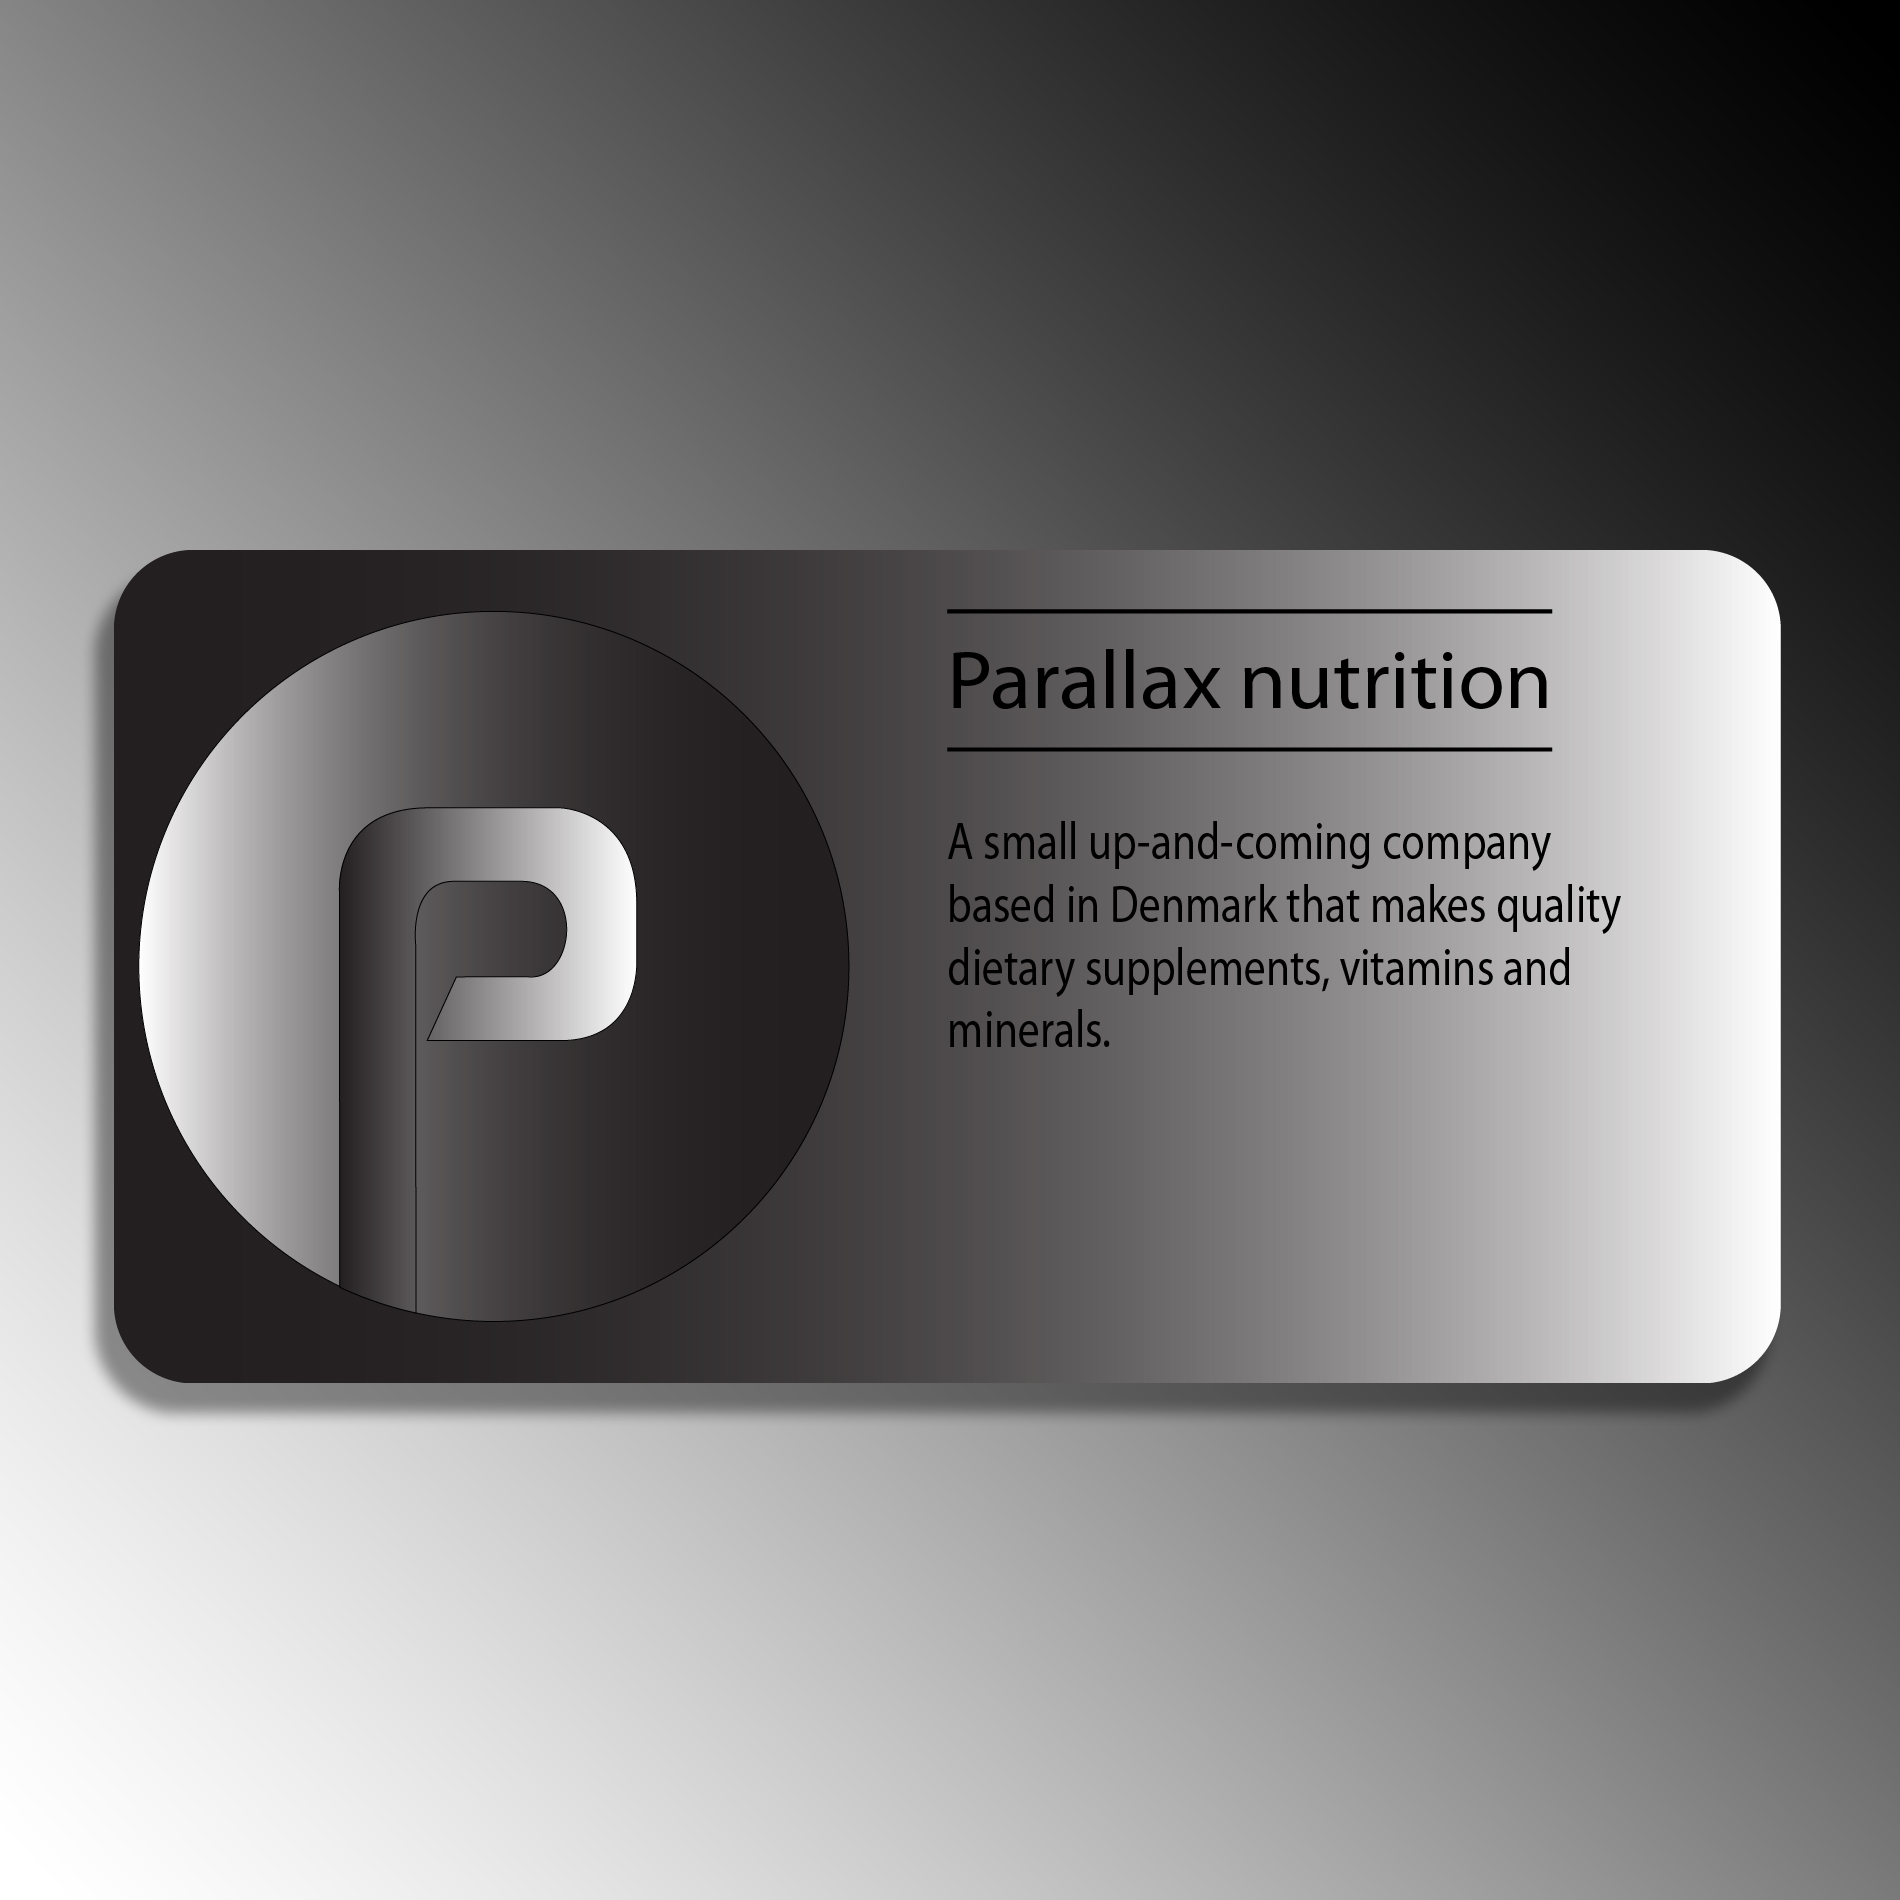 P
Parallax nutrition
A small up-and-coming company
based in Denmark that makes quality
dietary supplements, vitamins and
minerals.